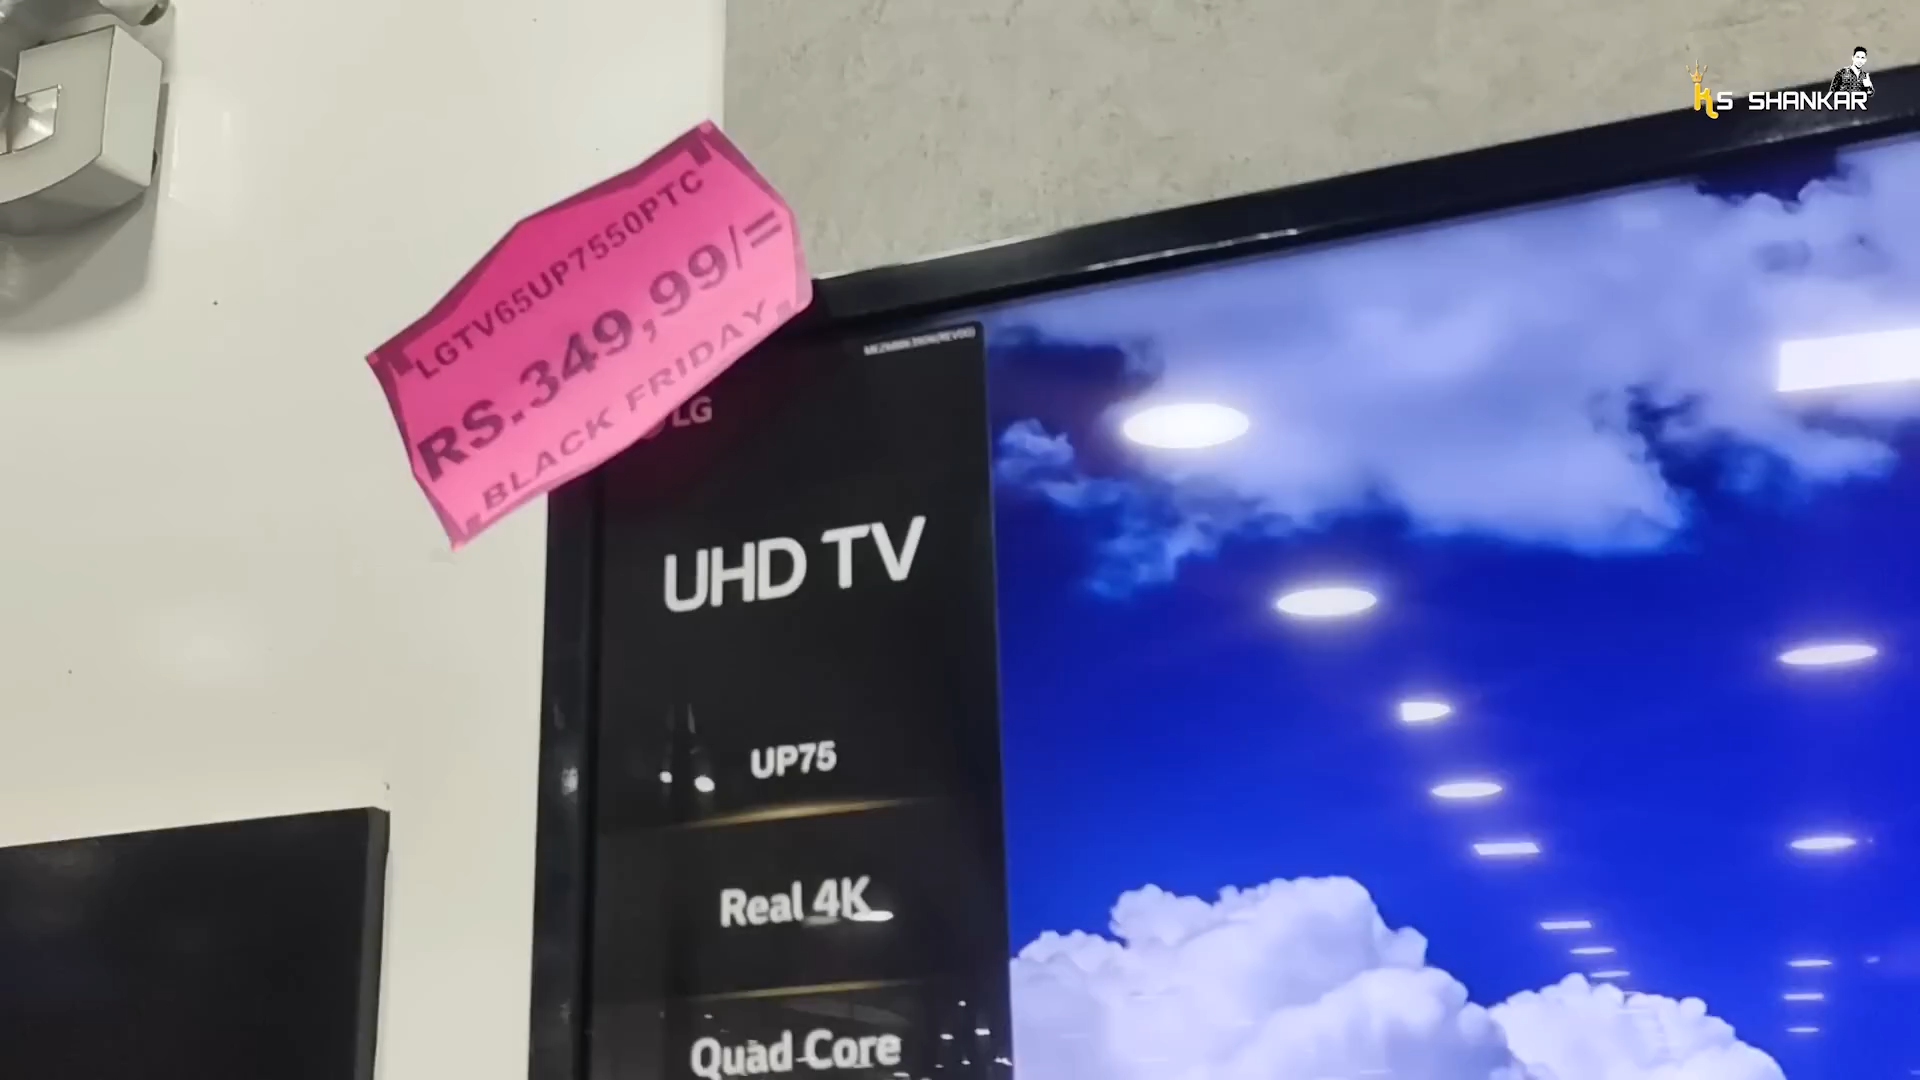 G
KS SHANKAR
LGTV65UP7550PTC
RS.349,99/=
BLACK FRIDAY
LG
UHD TV
UP75
Real 4K
Quad Core